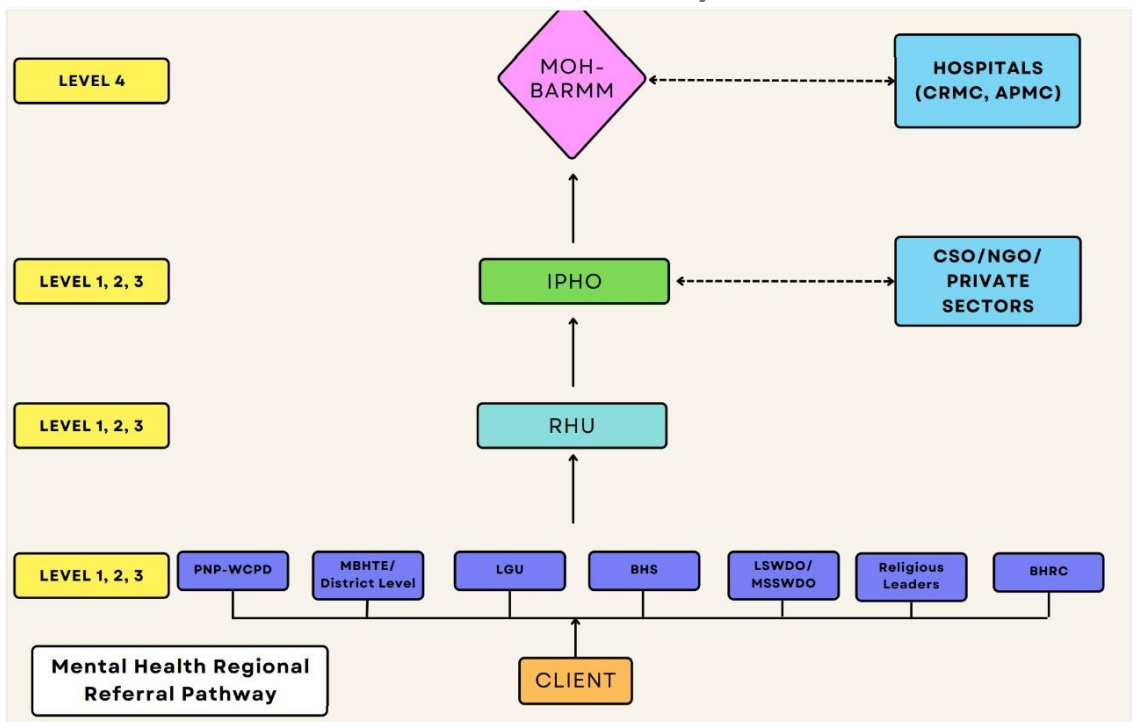 LEVEL 4
MOH-
BARMM
HOSPITALS
(CRMC, APMC)
LEVEL 1, 2, 3
IPHO
CSO/NGO/
PRIVATE
SECTORS
LEVEL 1, 2, 3
RHU
LEVEL 1, 2, 3
PNP-WCPD
MBHTE/
District Level
LGU
BHS
LSWDO/
MSSWDO
Religious
Leaders
BHRC
Mental Health Regional
Referral Pathway
CLIENT